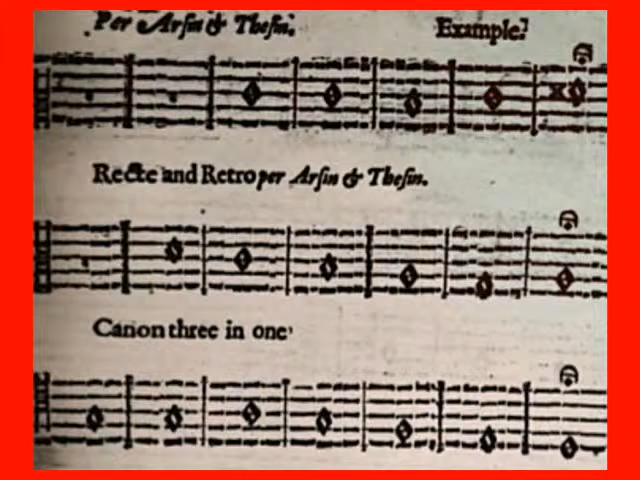 Per Arsin & Thesin. Example.
Recte and Retro per Arsin & Thesin.
Canon three in one